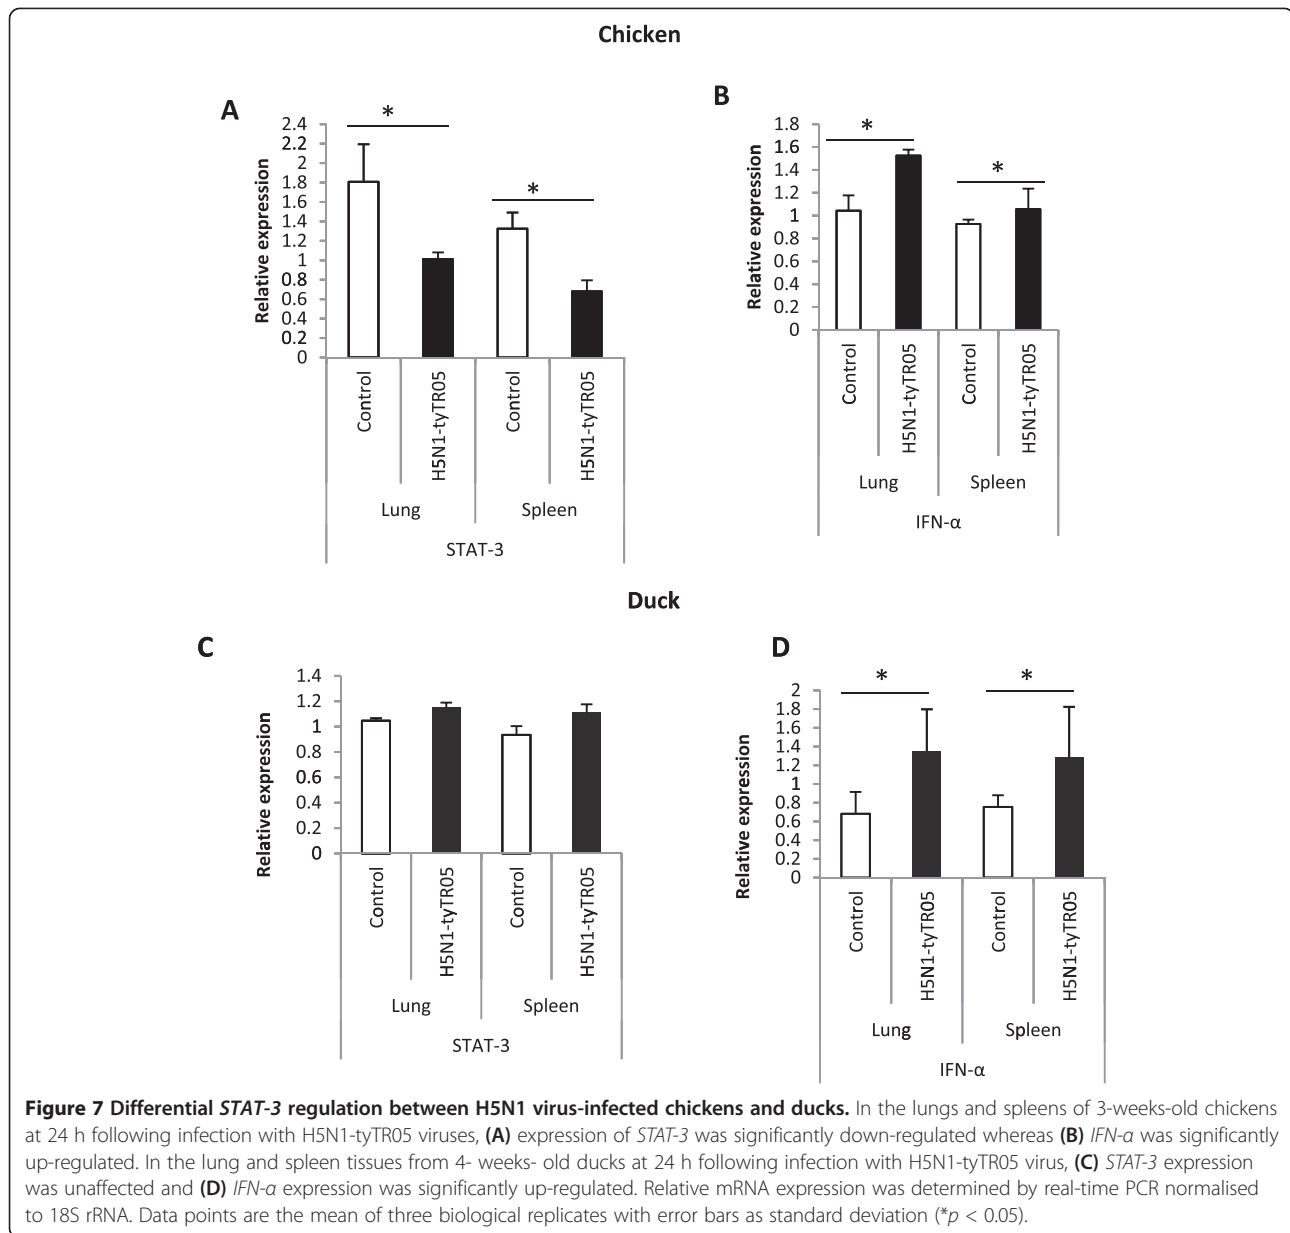 Chicken
A
*
*
2.4
2.2
2
1.8
1.6
1.4
1.2
1
0.8
0.6
0.4
0.2
0
Relative expression
Control
H5N1-tyTR05
Control
H5N1-tyTR05
Lung
Spleen
STAT-3
B
*
*
1.8
1.6
1.4
1.2
1
0.8
0.6
0.4
0.2
0
Relative expression
Control
H5N1-tyTR05
Control
H5N1-tyTR05
Lung
Spleen
IFN-α
Duck
C
1.4
1.2
1
0.8
0.6
0.4
0.2
0
Relative expression
Control
H5N1-tyTR05
Control
H5N1-tyTR05
Lung
Spleen
STAT-3
D
*
*
2
1.8
1.6
1.4
1.2
1
0.8
0.6
0.4
0.2
0
Relative expression
Control
H5N1-tyTR05
Control
H5N1-tyTR05
Lung
Spleen
IFN-α
Figure 7 Differential STAT-3 regulation between H5N1 virus-infected chickens and ducks. In the lungs and spleens of 3-weeks-old chickens
at 24 h following infection with H5N1-tyTR05 viruses, (A) expression of STAT-3 was significantly down-regulated whereas (B) IFN-α was significantly
up-regulated. In the lung and spleen tissues from 4- weeks- old ducks at 24 h following infection with H5N1-tyTR05 virus, (C) STAT-3 expression
was unaffected and (D) IFN-α expression was significantly up-regulated. Relative mRNA expression was determined by real-time PCR normalised
to 18S rRNA. Data points are the mean of three biological replicates with error bars as standard deviation (*p < 0.05).